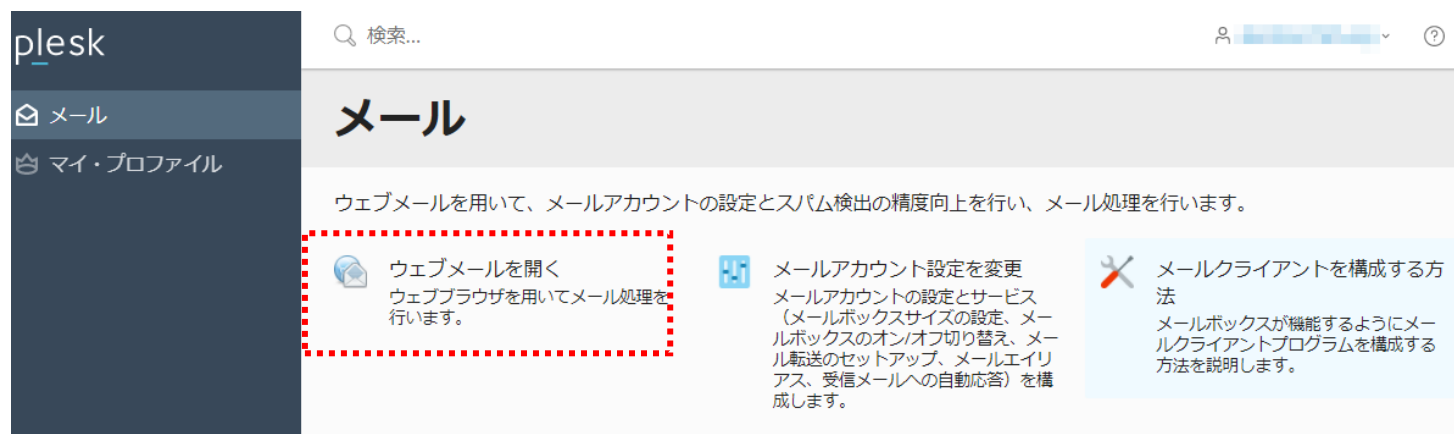 plesk
検索...
メール
マイ・プロファイル
メール
ウェブメールを用いて、メールアカウントの設定とスパム検出の精度向上を行い、メール処理を行います。
ウェブメールを開く
ウェブブラウザを用いてメール処理を
行います。
メールアカウント設定を変更
メールアカウントの設定とサービス
（メールボックスサイズの設定、メー
ルボックスのオン/オフ切り替え、メー
ル転送のセットアップ、メールエイリ
アス、受信メールへの自動応答）を構
成します。
メールクライアントを構成する方
法
メールボックスが機能するようにメー
ルクライアントプログラムを構成する
方法を説明します。